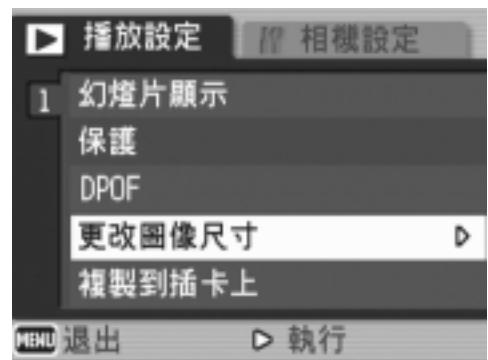 播放設定 相機設定
1 幻燈片顯示
保護
DPOF
更改圖像尺寸
複製到插卡上
MENU 退出 執行